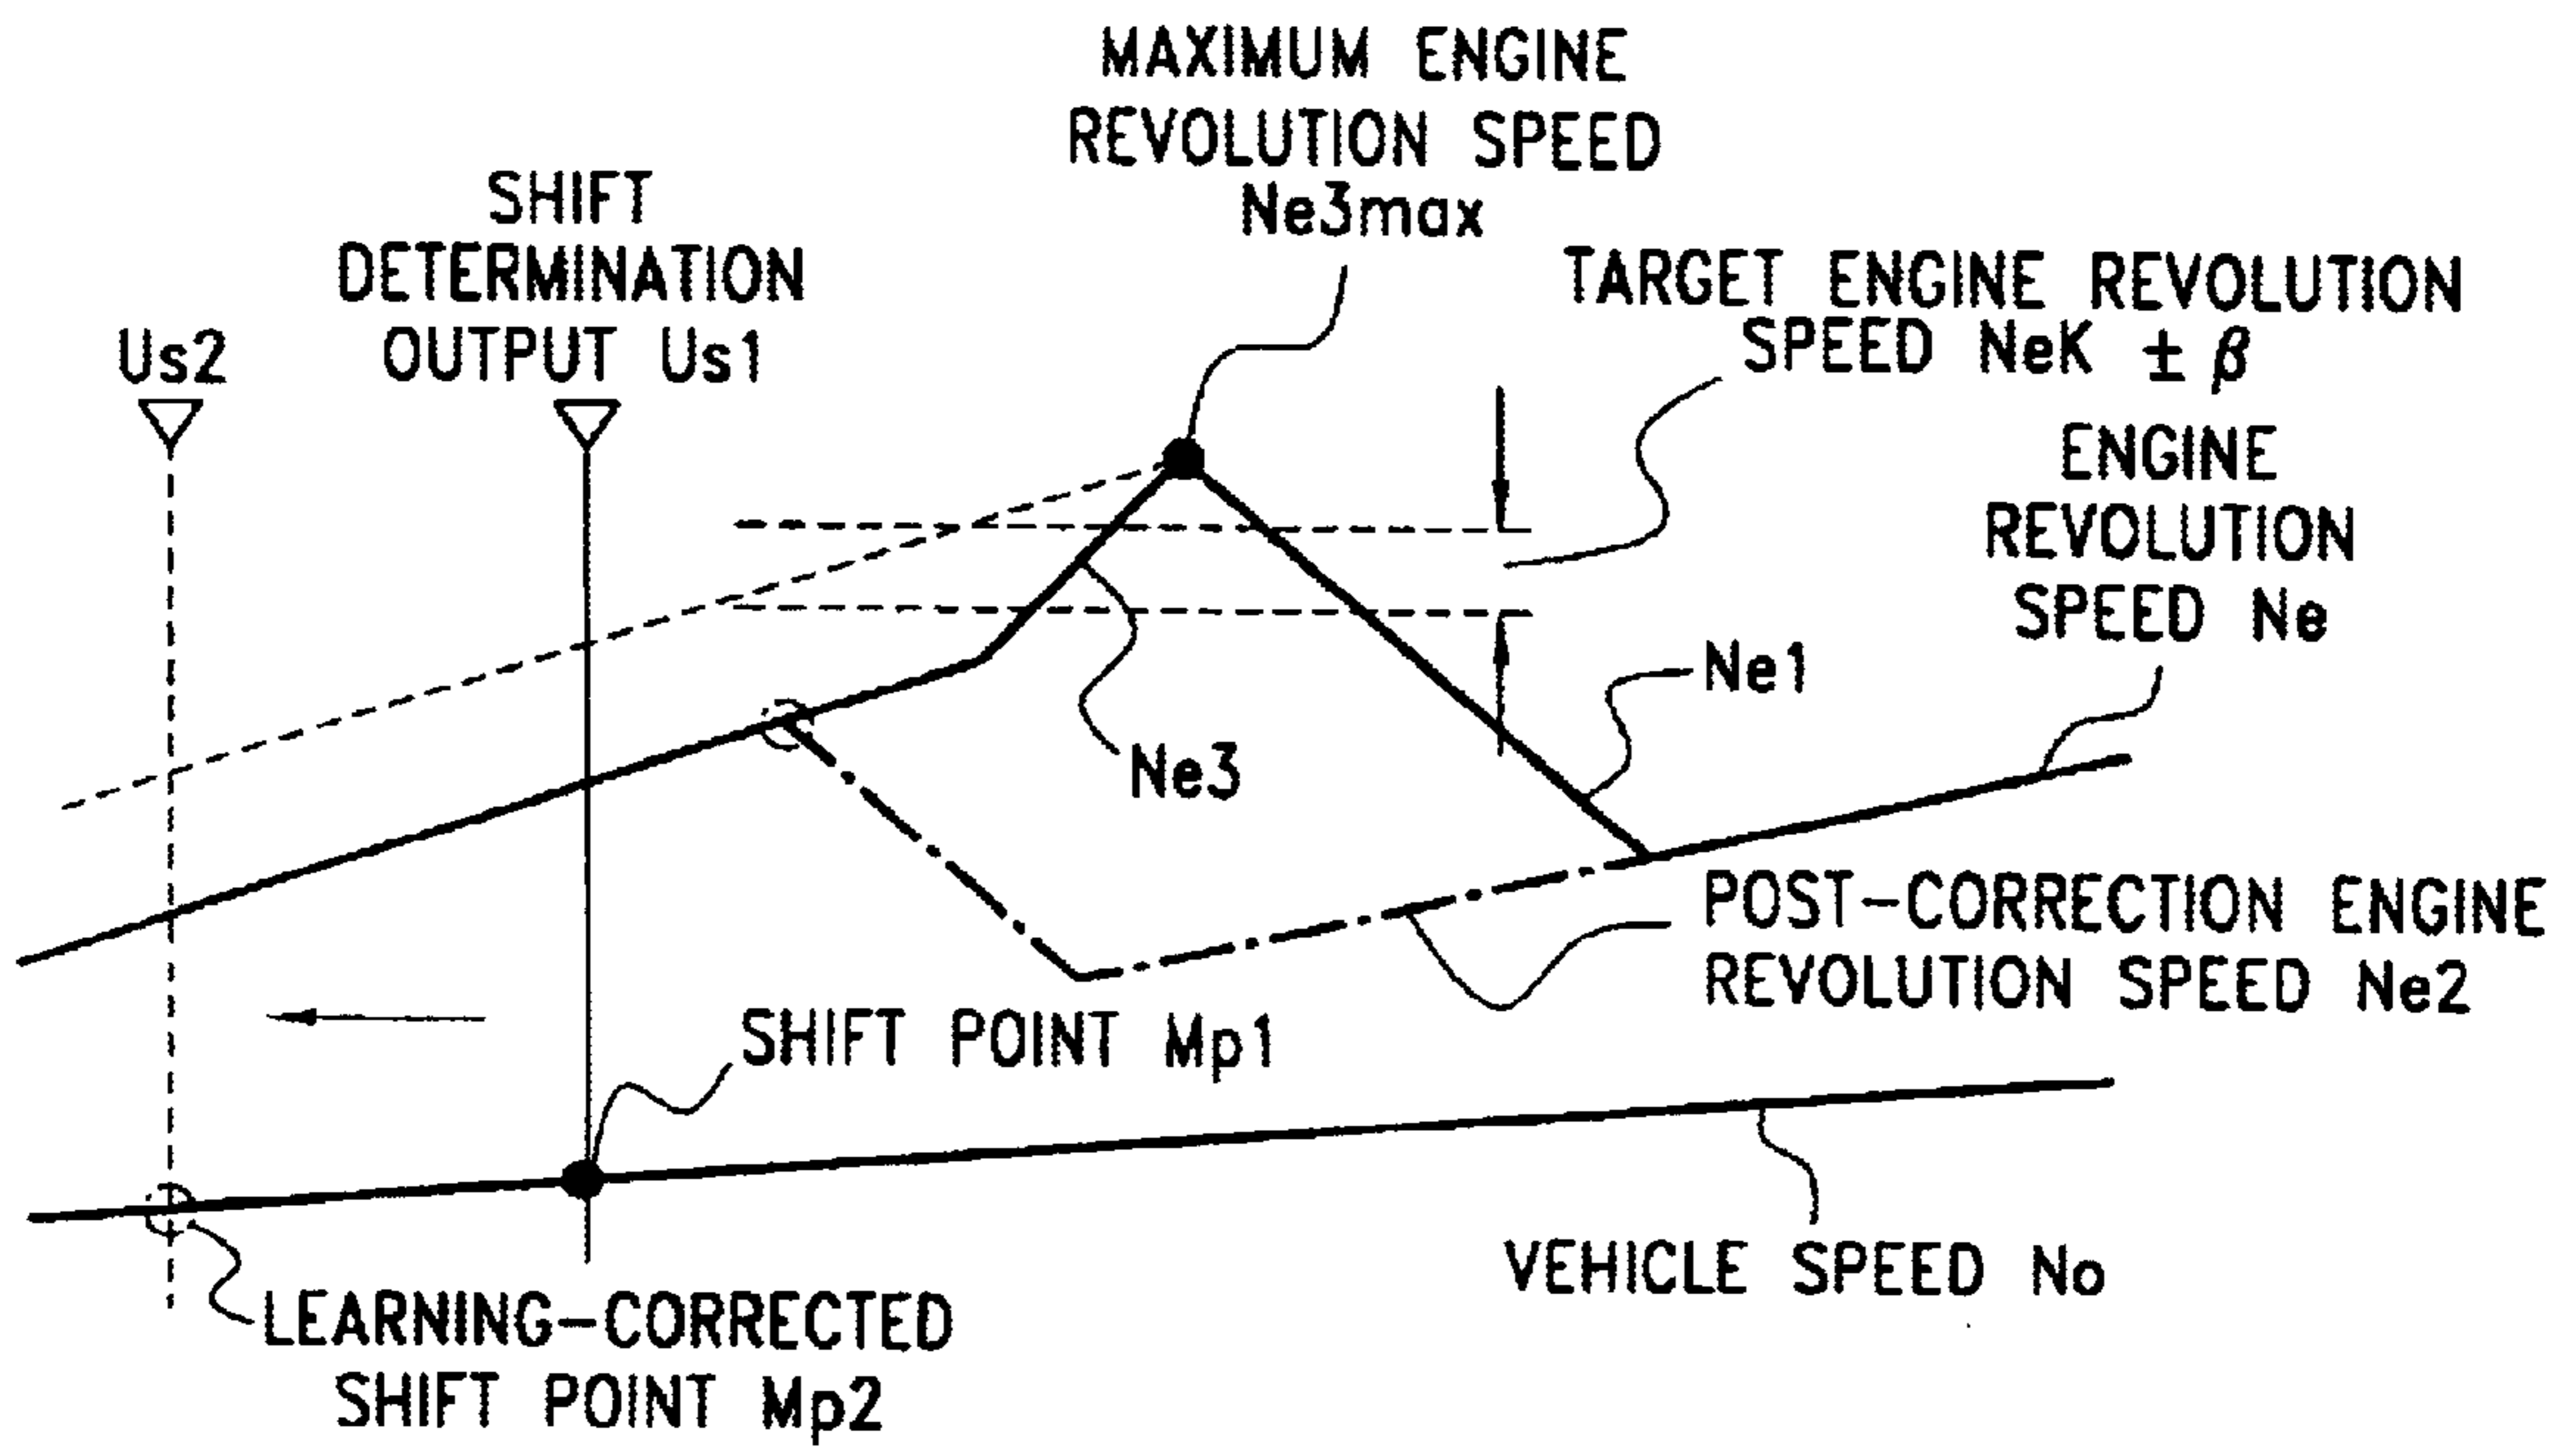 MAXIMUM ENGINE
REVOLUTION SPEED
Ne3max
SHIFT
DETERMINATION
OUTPUT Us1
Us2
TARGET ENGINE REVOLUTION
SPEED NeK ± β
ENGINE
REVOLUTION
SPEED Ne
Ne1
Ne3
POST-CORRECTION ENGINE
REVOLUTION SPEED Ne2
SHIFT POINT Mp1
VEHICLE SPEED No
LEARNING-CORRECTED
SHIFT POINT Mp2